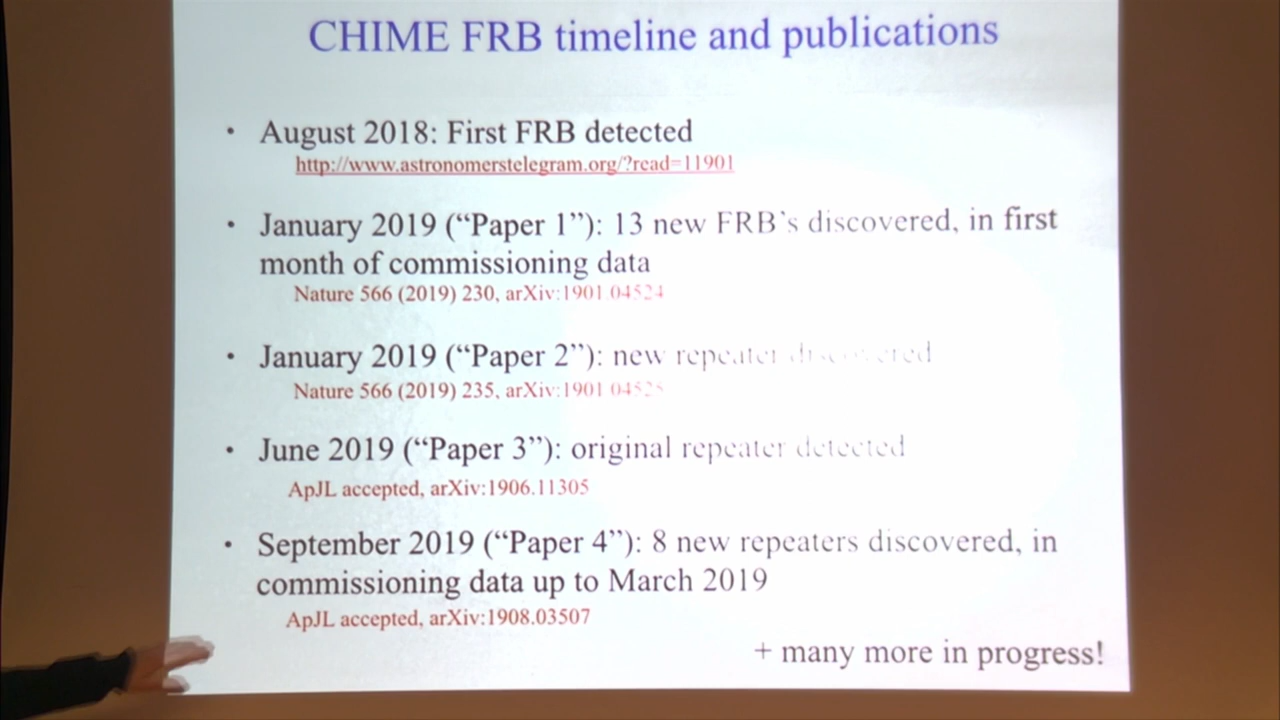 CHIME FRB timeline and publications
• August 2018: First FRB detected
http://www.astronomerstelegram.org/?read=11901
• January 2019 (“Paper 1”): 13 new FRB’s discovered, in first
month of commissioning data
Nature 566 (2019) 230, arXiv:1901.04524
• January 2019 (“Paper 2”): new repeater discovered
Nature 566 (2019) 235, arXiv:1901.04525
• June 2019 (“Paper 3”): original repeater detected
ApJL accepted, arXiv:1906.11305
• September 2019 (“Paper 4”): 8 new repeaters discovered, in
commissioning data up to March 2019
ApJL accepted, arXiv:1908.03507
+ many more in progress!